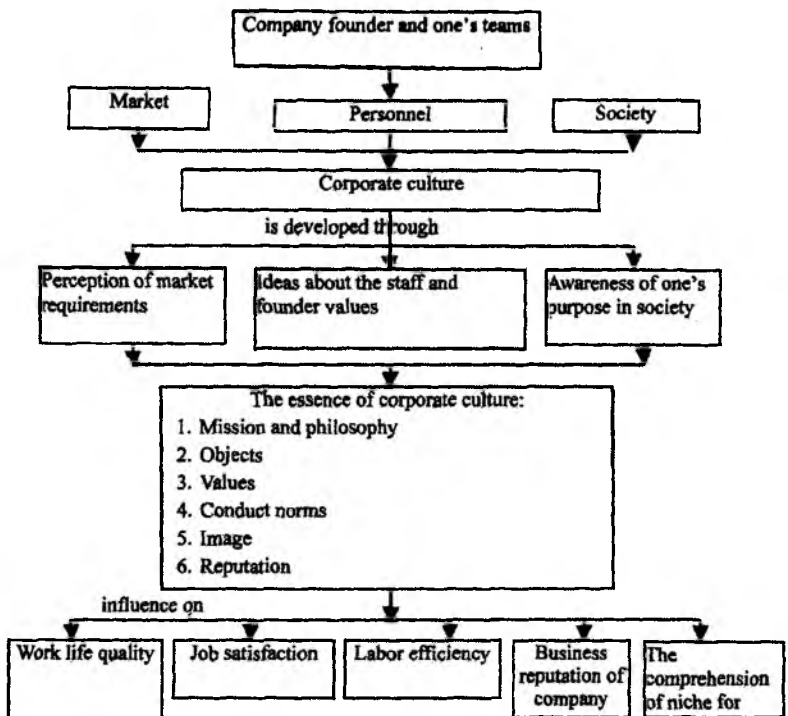 Company founder and one's teams
Market
Personnel
Society
Corporate culture
is developed through
Perception of market
requirements
Ideas about the staff and
founder values
Awareness of one's
purpose in society
The essence of corporate culture:
1. Mission and philosophy
2. Objects
3. Values
4. Conduct norms
5. Image
6. Reputation
influence on
Work life quality
Job satisfaction
Labor efficiency
Business
reputation of
company
The
comprehension
of niche for